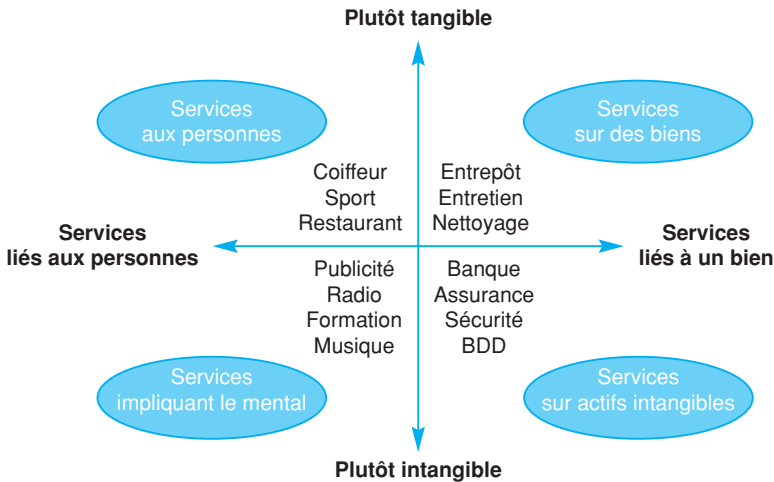 Plutôt tangible
Services
aux personnes
Services
sur des biens
Coiffeur
Sport
Restaurant
Entrepôt
Entretien
Nettoyage
Services
liés aux personnes
Services
liés à un bien
Publicité
Radio
Formation
Musique
Banque
Assurance
Sécurité
BDD
Services
impliquant le mental
Services
sur actifs intangibles
Plutôt intangible